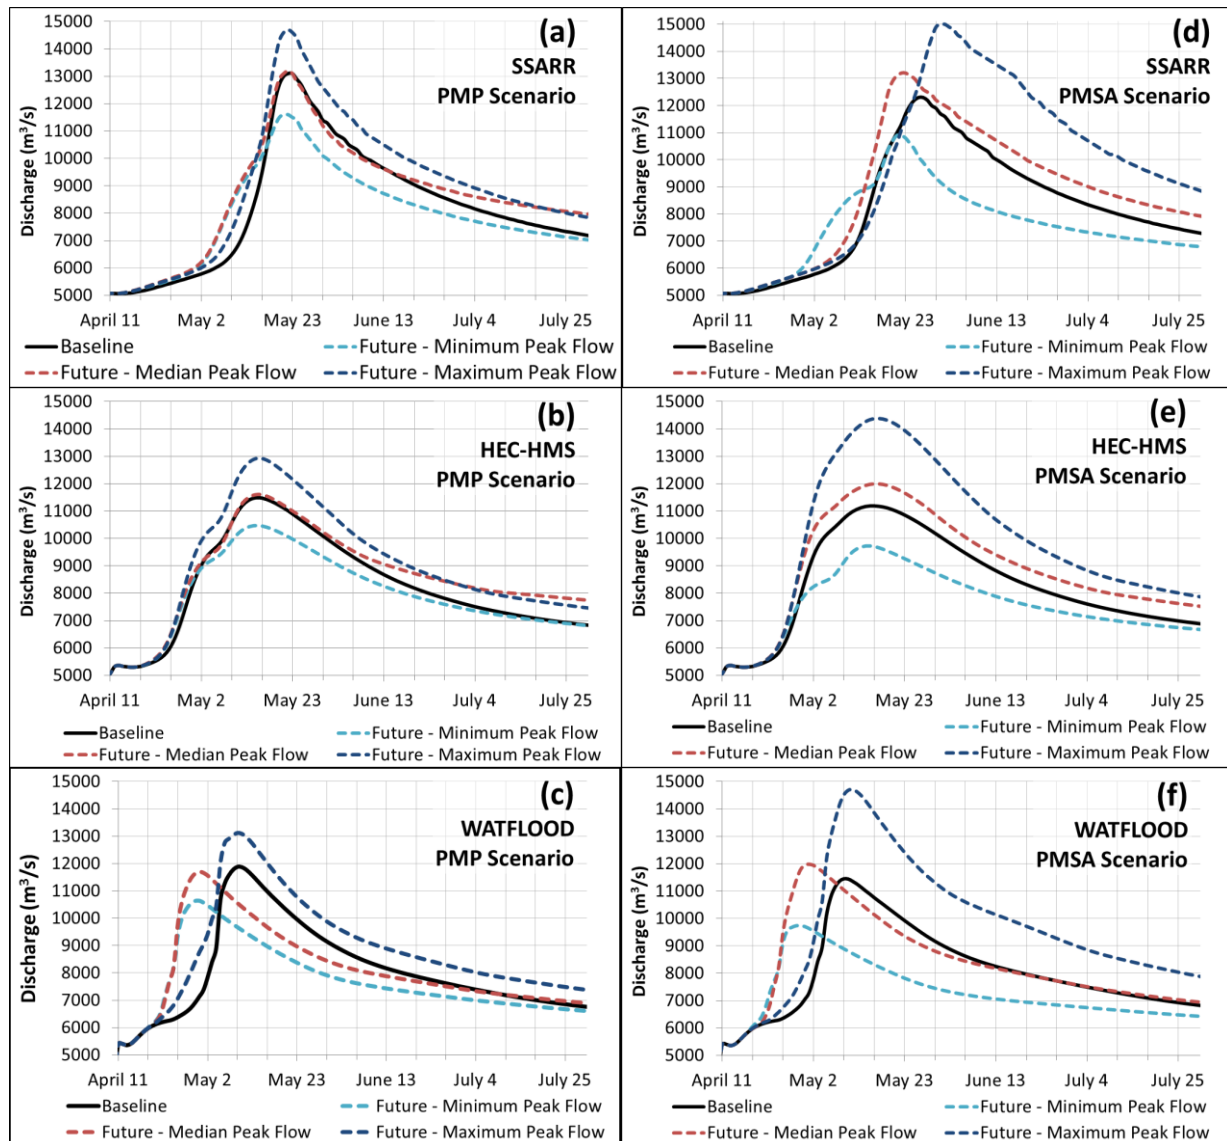 (a)
SSARR
PMP Scenario
Discharge (m³/s)
15000
14000
13000
12000
11000
10000
9000
8000
7000
6000
5000
April 11 May 2 May 23 June 13 July 4 July 25
Baseline Future - Minimum Peak Flow
Future - Median Peak Flow Future - Maximum Peak Flow
(d)
SSARR
PMSA Scenario
Discharge (m³/s)
15000
14000
13000
12000
11000
10000
9000
8000
7000
6000
5000
April 11 May 2 May 23 June 13 July 4 July 25
Baseline Future - Minimum Peak Flow
Future - Median Peak Flow Future - Maximum Peak Flow
(b)
HEC-HMS
PMP Scenario
Discharge (m³/s)
15000
14000
13000
12000
11000
10000
9000
8000
7000
6000
5000
April 11 May 2 May 23 June 13 July 4 July 25
Baseline Future - Minimum Peak Flow
Future - Median Peak Flow Future - Maximum Peak Flow
(e)
HEC-HMS
PMSA Scenario
Discharge (m³/s)
15000
14000
13000
12000
11000
10000
9000
8000
7000
6000
5000
April 11 May 2 May 23 June 13 July 4 July 25
Baseline Future - Minimum Peak Flow
Future - Median Peak Flow Future - Maximum Peak Flow
(c)
WATFLOOD
PMP Scenario
Discharge (m³/s)
15000
14000
13000
12000
11000
10000
9000
8000
7000
6000
5000
April 11 May 2 May 23 June 13 July 4 July 25
Baseline Future - Minimum Peak Flow
Future - Median Peak Flow Future - Maximum Peak Flow
(f)
WATFLOOD
PMSA Scenario
Discharge (m³/s)
15000
14000
13000
12000
11000
10000
9000
8000
7000
6000
5000
April 11 May 2 May 23 June 13 July 4 July 25
Baseline Future - Minimum Peak Flow
Future - Median Peak Flow Future - Maximum Peak Flow